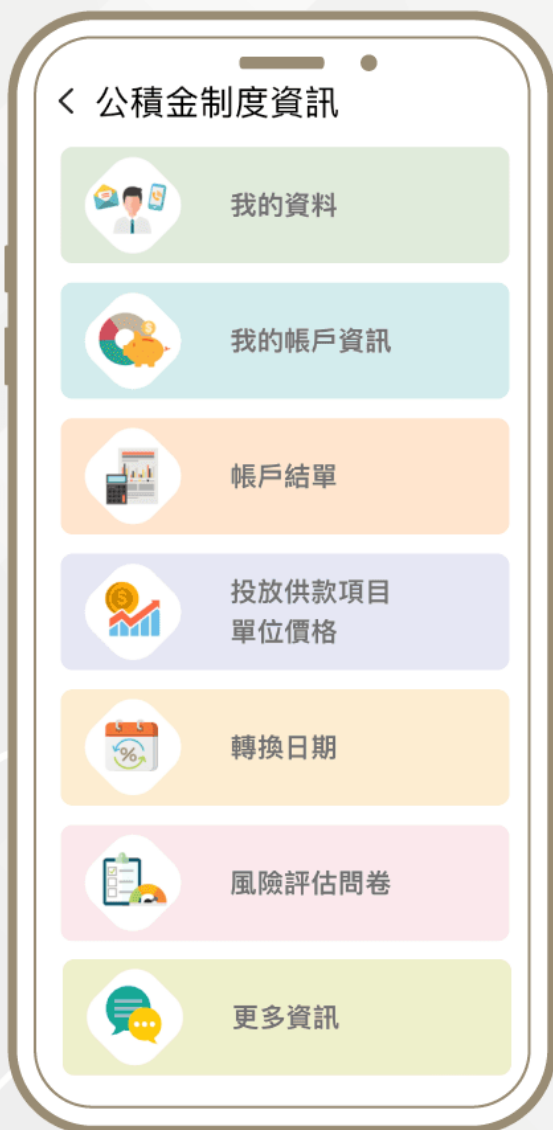 公積金制度資訊
我的資料
我的帳戶資訊
帳戶結單
投放供款項目
單位價格
轉換日期
風險評估問卷
更多資訊